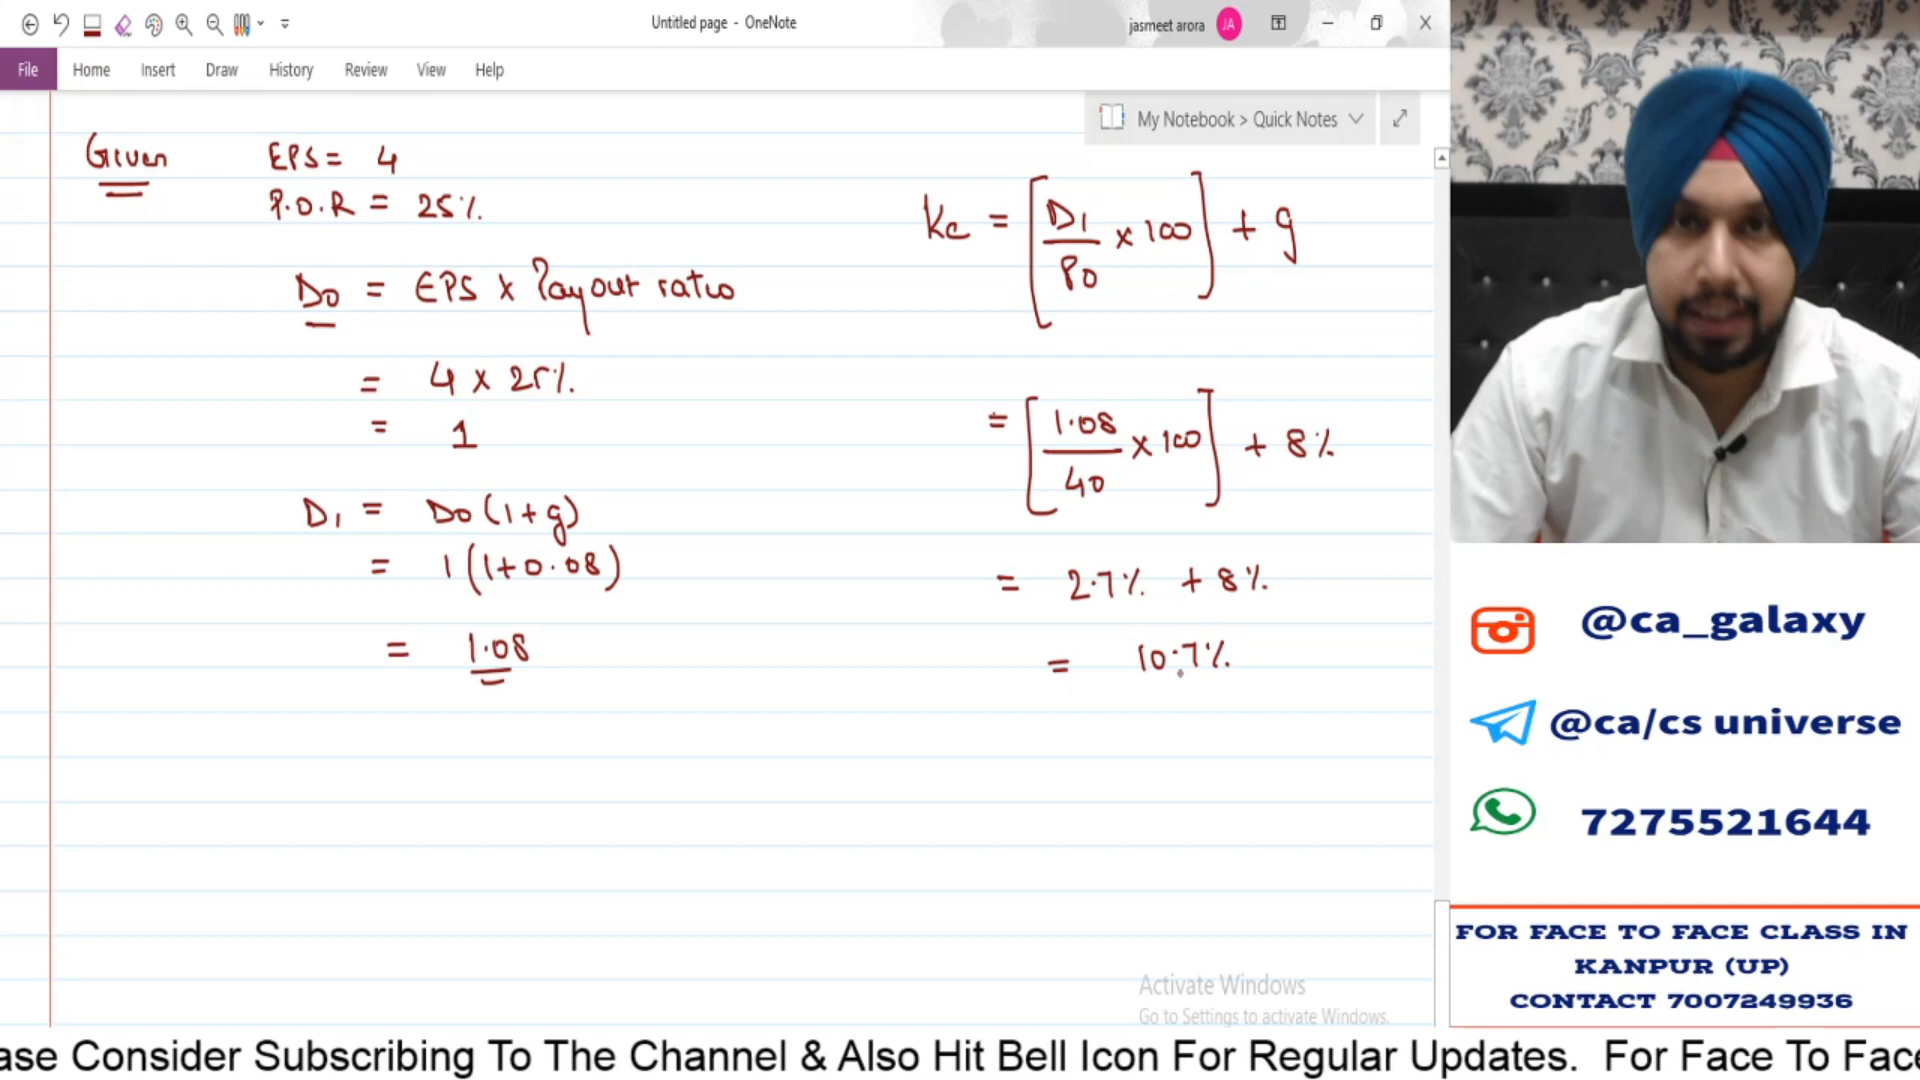 Untitled page - OneNote
jasmeet arora JA
File Home Insert Draw History Review View Help
My Notebook > Quick Notes
Given EPS = 4
P.O.R = 25%
D0 = EPS × Payout ratio
= 4 × 25%
= 1
D1 = D0 (1+g)
= 1 (1+0.08)
= 1.08
Ke = [D1/P0 × 100] + g
= [1.08/40 × 100] + 8%
= 2.7% + 8%
= 10.7%
@ca_galaxy
@ca/cs universe
7275521644
FOR FACE TO FACE CLASS IN
KANPUR (UP)
CONTACT 7007249936
Activate Windows
Go to Settings to activate Windows.
ase Consider Subscribing To The Channel & Also Hit Bell Icon For Regular Updates. For Face To Face